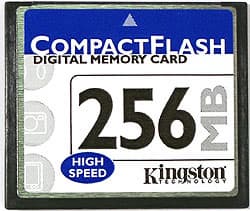 COMPACTFLASH
DIGITAL MEMORY CARD
256 MB
HIGH SPEED
Kingston
TECHNOLOGY